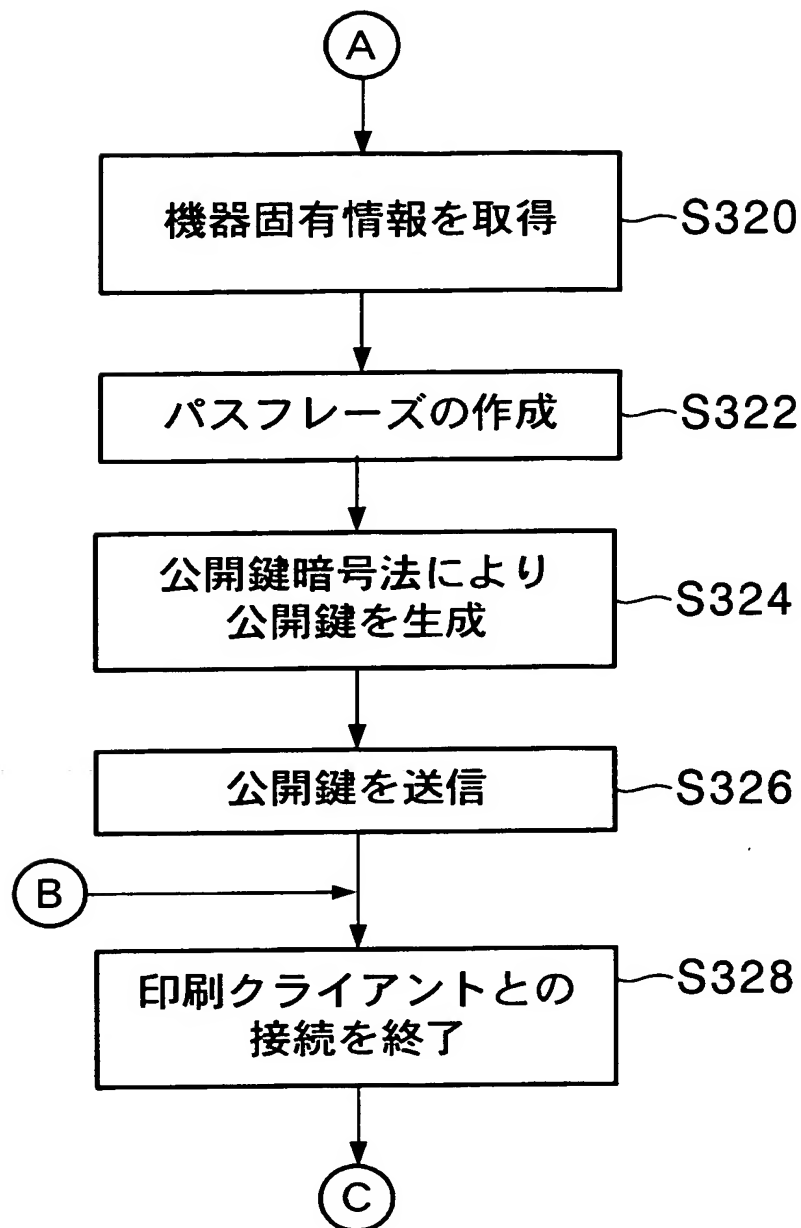 A
機器固有情報を取得
S320
パスフレーズの作成
S322
公開鍵暗号法により
公開鍵を生成
S324
公開鍵を送信
S326
B
印刷クライアントとの
接続を終了
S328
C